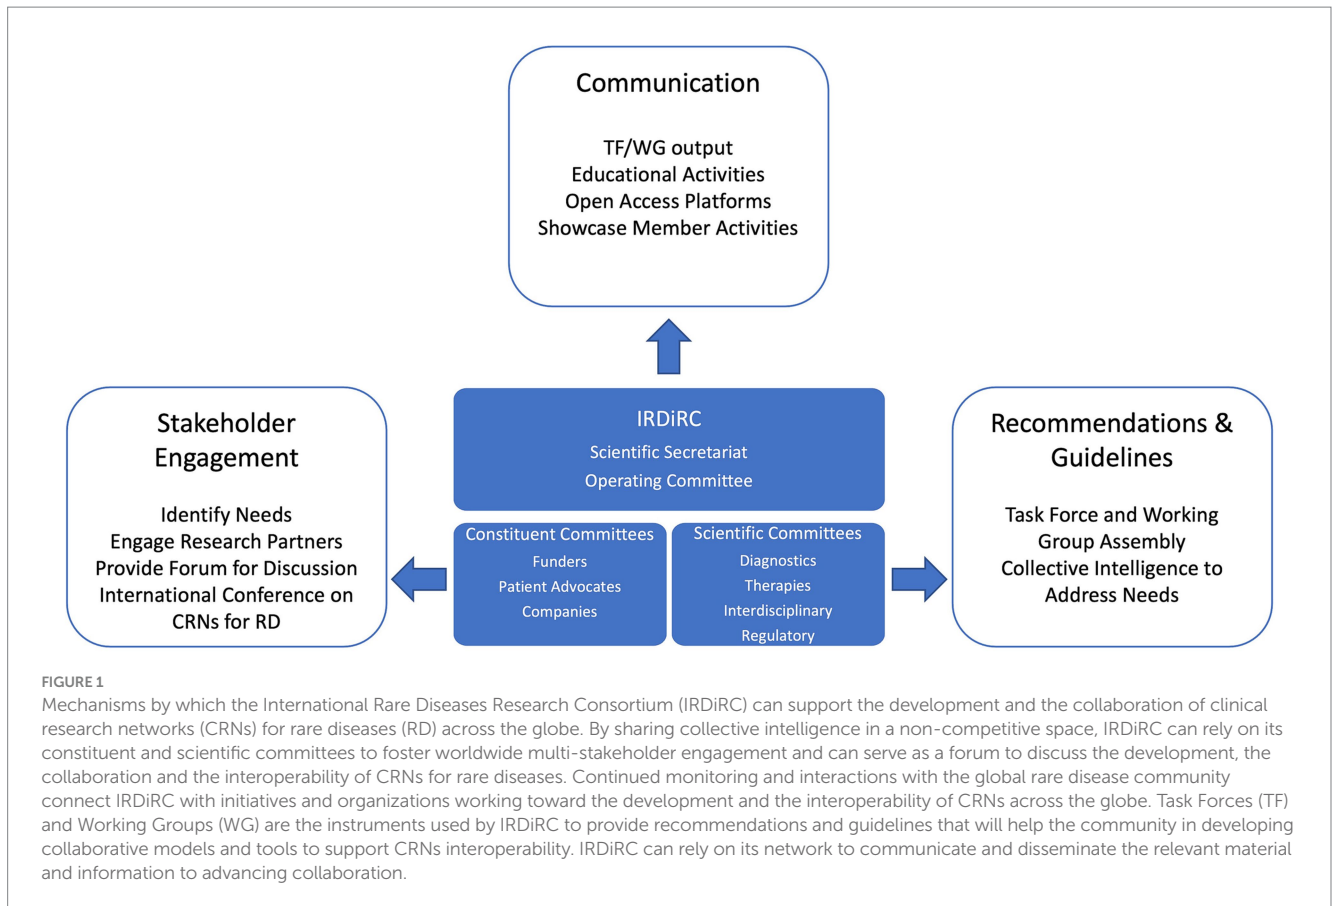 Communication
TF/WG output
Educational Activities
Open Access Platforms
Showcase Member Activities
Stakeholder
Engagement
Identify Needs
Engage Research Partners
Provide Forum for Discussion
International Conference on
CRNs for RD
IRDiRC
Scientific Secretariat
Operating Committee
Constituent Committees
Funders
Patient Advocates
Companies
Scientific Committees
Diagnostics
Therapies
Interdisciplinary
Regulatory
Recommendations &
Guidelines
Task Force and Working
Group Assembly
Collective Intelligence to
Address Needs
FIGURE 1
Mechanisms by which the International Rare Diseases Research Consortium (IRDiRC) can support the development and the collaboration of clinical
research networks (CRNs) for rare diseases (RD) across the globe. By sharing collective intelligence in a non-competitive space, IRDiRC can rely on its
constituent and scientific committees to foster worldwide multi-stakeholder engagement and can serve as a forum to discuss the development, the
collaboration and the interoperability of CRNs for rare diseases. Continued monitoring and interactions with the global rare disease community
connect IRDiRC with initiatives and organizations working toward the development and the interoperability of CRNs across the globe. Task Forces (TF)
and Working Groups (WG) are the instruments used by IRDiRC to provide recommendations and guidelines that will help the community in developing
collaborative models and tools to support CRNs interoperability. IRDiRC can rely on its network to communicate and disseminate the relevant material
and information to advancing collaboration.